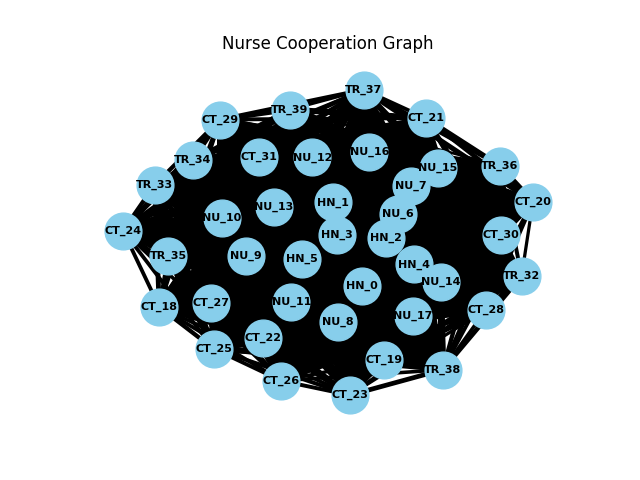 Nurse Cooperation Graph
TR_37
TR_39
CT_21
CT_29
NU_16
CT_31
NU_12
TR_34
TR_36
NU_15
TR_33
NU_7
HN_1
CT_20
NU_13
NU_6
NU_10
CT_24
HN_3
CT_30
HN_2
TR_35
NU_9
HN_5
HN_4
TR_32
NU_14
HN_0
NU_11
CT_27
CT_18
CT_28
NU_17
NU_8
CT_22
CT_25
CT_19
TR_38
CT_26
CT_23